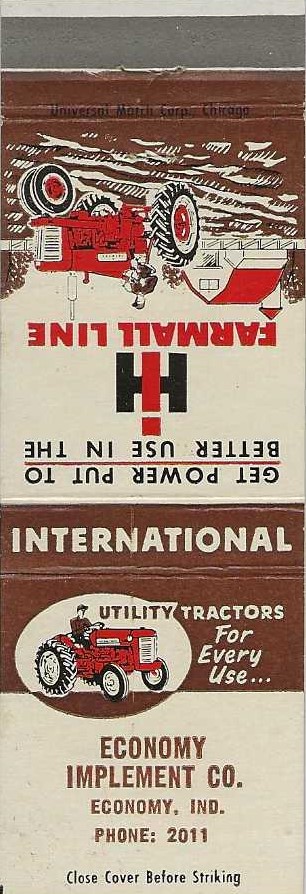 Universal Match Corp. Chicago
GET POWER PUT TO
BETTER USE IN THE
IH
FARMALL LINE
INTERNATIONAL
UTILITY TRACTORS
For
Every
Use...
ECONOMY
IMPLEMENT CO.
ECONOMY, IND.
PHONE: 2011
Close Cover Before Striking